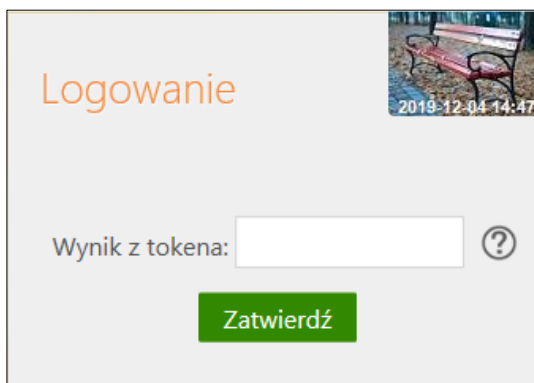 Logowanie
2019-12-04 14:47
Wynik z tokena:
?
Zatwierdź